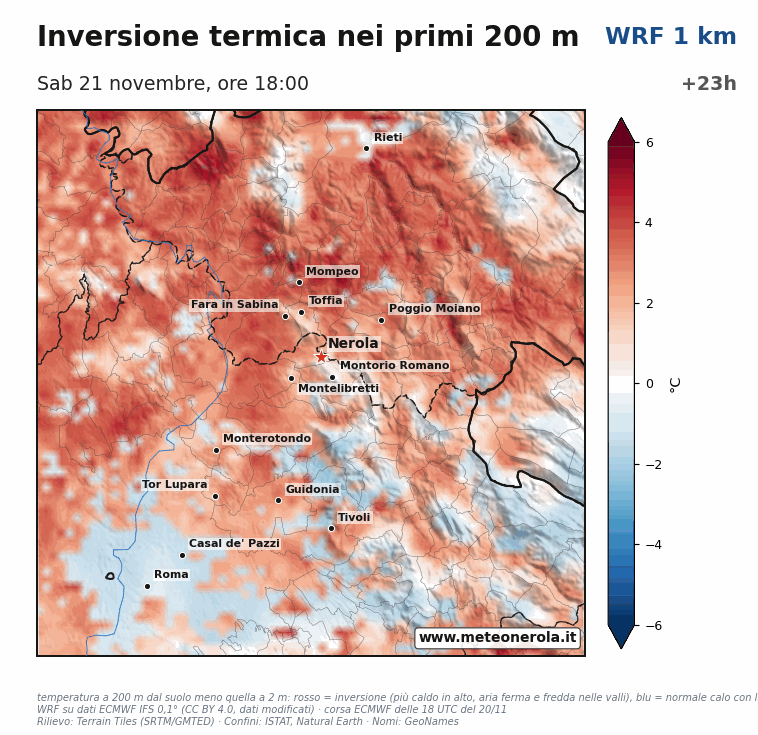 Inversione termica nei primi 200 m WRF 1 km
Sab 21 novembre, ore 18:00 +23h
Rieti
Mompeo
Fara in Sabina
Toffia
Poggio Moiano
Nerola
Montorio Romano
Montelibretti
Monterotondo
Tor Lupara
Guidonia
Tivoli
Casal de' Pazzi
Roma
www.meteonerola.it
6
4
2
0
−2
−4
−6
°C
temperatura a 200 m dal suolo meno quella a 2 m: rosso = inversione (più caldo in alto, aria ferma e fredda nelle valli), blu = normale calo con l
WRF su dati ECMWF IFS 0,1° (CC BY 4.0, dati modificati) · corsa ECMWF delle 18 UTC del 20/11
Rilievo: Terrain Tiles (SRTM/GMTED) · Confini: ISTAT, Natural Earth · Nomi: GeoNames